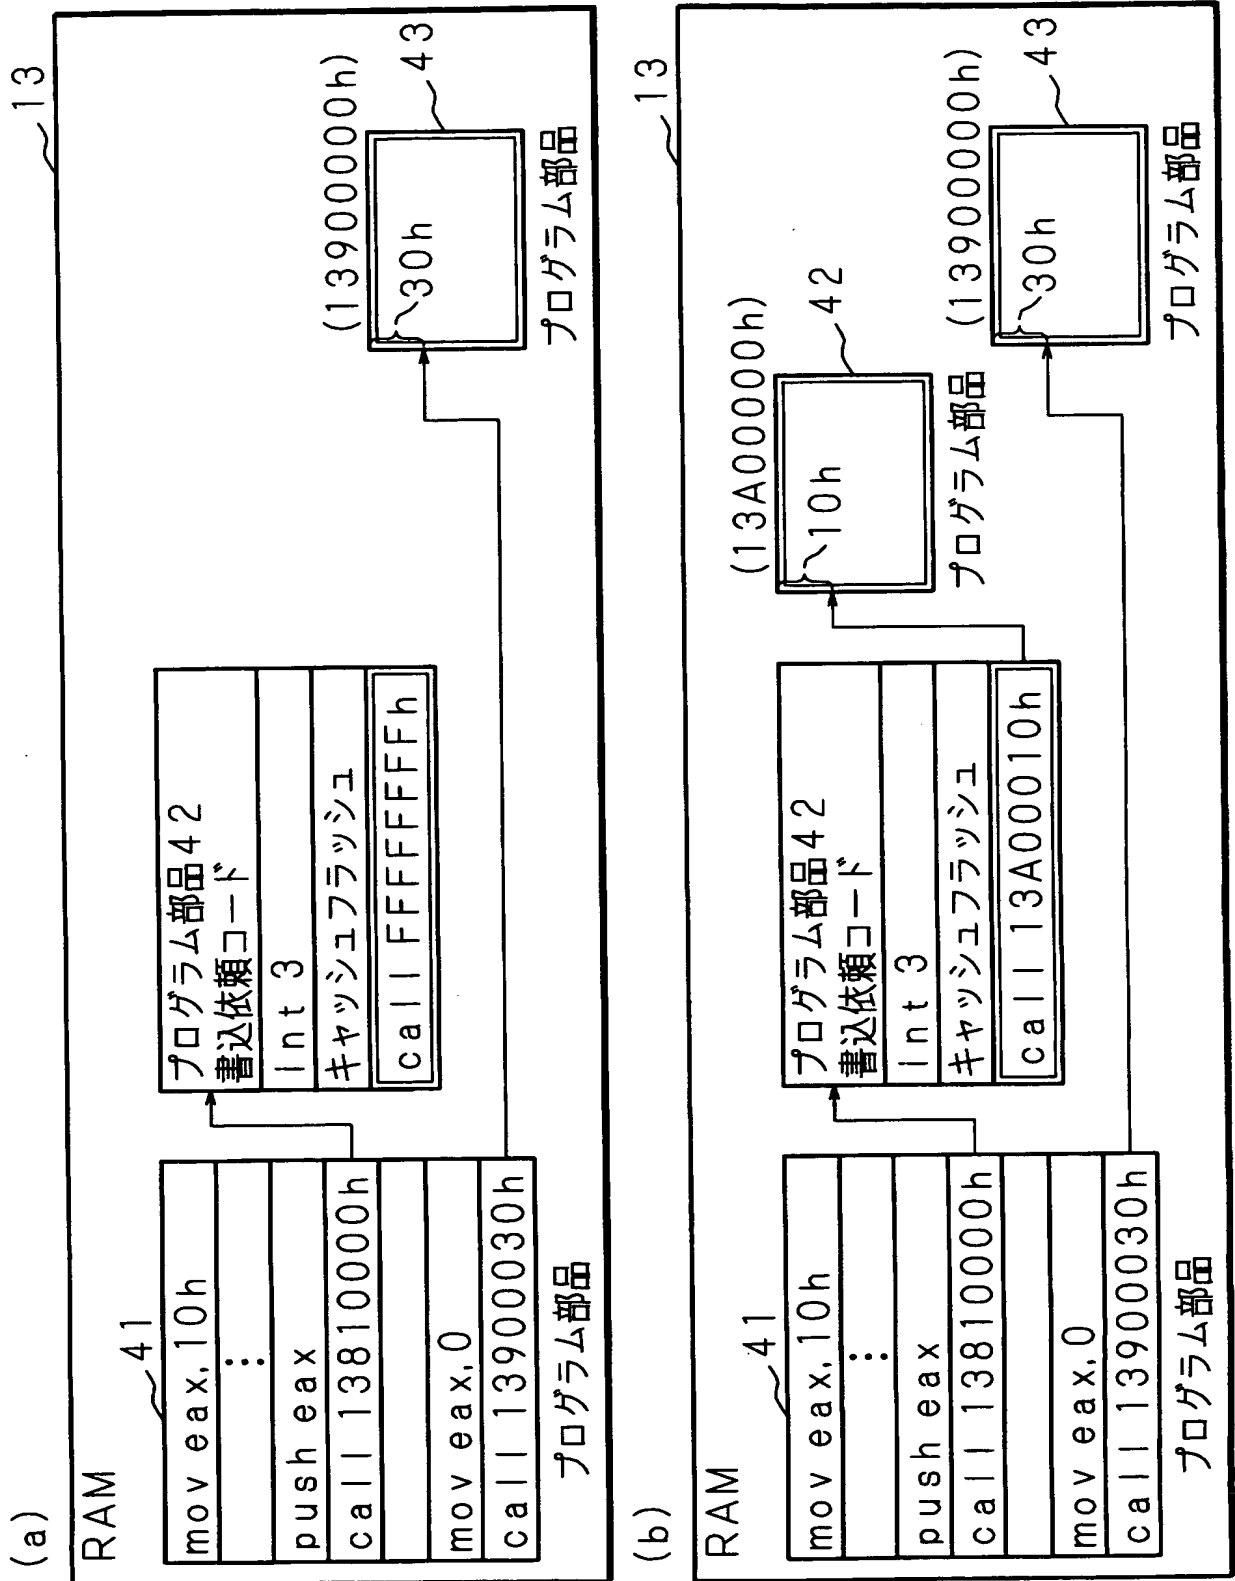 (a)
13
RAM
41
mov eax,10h
⋮
push eax
call 13810000h
mov eax,0
call 13900030h
プログラム部品
プログラム部品42
書込依頼コード
Int 3
キャッシュフラッシュ
call FFFFFFFFh
(13900000h)
30h
43
プログラム部品
(b)
13
RAM
41
mov eax,10h
⋮
push eax
call 13810000h
mov eax,0
call 13900030h
プログラム部品
プログラム部品42
書込依頼コード
Int 3
キャッシュフラッシュ
call 13A00010h
(13A00000h)
10h
42
プログラム部品
(13900000h)
30h
43
プログラム部品